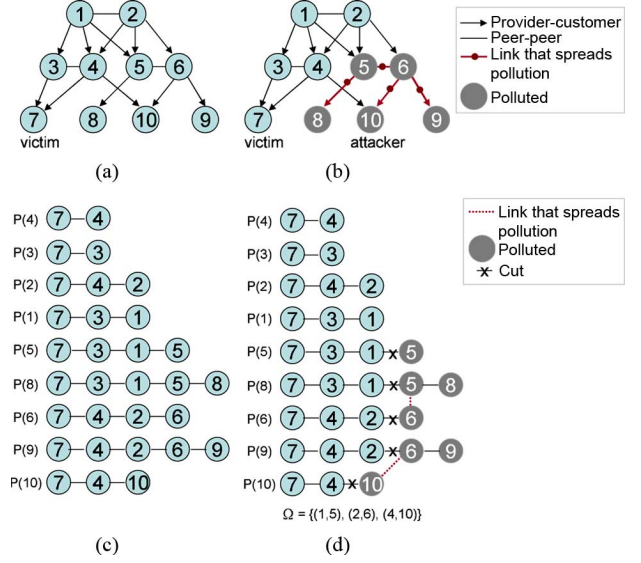 1 2
3 4 5 6
7 8 10 9
victim
(a)
1 2
3 4 5 6
7 8 10 9
victim attacker
(b)
Provider-customer
Peer-peer
Link that spreads
pollution
Polluted
P(4) 7 4
P(3) 7 3
P(2) 7 4 2
P(1) 7 3 1
P(5) 7 3 1 5
P(8) 7 3 1 5 8
P(6) 7 4 2 6
P(9) 7 4 2 6 9
P(10) 7 4 10
(c)
P(4) 7 4
P(3) 7 3
P(2) 7 4 2
P(1) 7 3 1
P(5) 7 3 1 x 5
P(8) 7 3 1 x 5 8
P(6) 7 4 2 x 6
P(9) 7 4 2 x 6 9
P(10) 7 4 x 10
Ω = {(1,5), (2,6), (4,10)}
(d)
Link that spreads
pollution
Polluted
x Cut